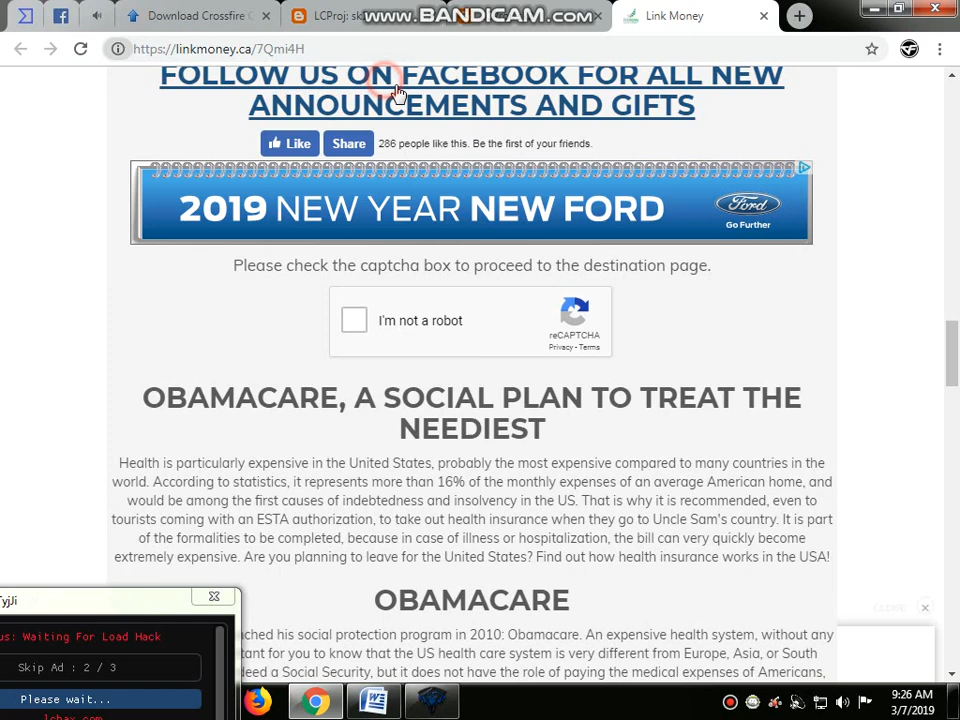 Download Crossfire
LCProj: sk
WWW.BANDICAM.COM
Link Money
https://linkmoney.ca/7Qmi4H
FOLLOW US ON FACEBOOK FOR ALL NEW
ANNOUNCEMENTS AND GIFTS
Like
Share
286 people like this. Be the first of your friends.
2019 NEW YEAR NEW FORD
Ford
Go Further
Please check the captcha box to proceed to the destination page.
I'm not a robot
reCAPTCHA
Privacy - Terms
OBAMACARE, A SOCIAL PLAN TO TREAT THE
NEEDIEST
Health is particularly expensive in the United States, probably the most expensive compared to many countries in the
world. According to statistics, it represents more than 16% of the monthly expenses of an average American home, and
would be among the first causes of indebtedness and insolvency in the US. That is why it is recommended, even to
tourists coming with an ESTA authorization, to take out health insurance when they go to Uncle Sam's country. It is part
of the formalities to be completed, because in case of illness or hospitalization, the bill can very quickly become
extremely expensive. Are you planning to leave for the United States? Find out how health insurance works in the USA!
TyjJi
us: Waiting For Load Hack
Skip Ad : 2 / 3
Please wait...
lchax.com
OBAMACARE
CLOSE
nched his social protection program in 2010: Obamacare. An expensive health system, without any
tant for you to know that the US health care system is very different from Europe, Asia, or South
deed a Social Security, but it does not have the role of paying the medical expenses of Americans,
9:26 AM
3/7/2019